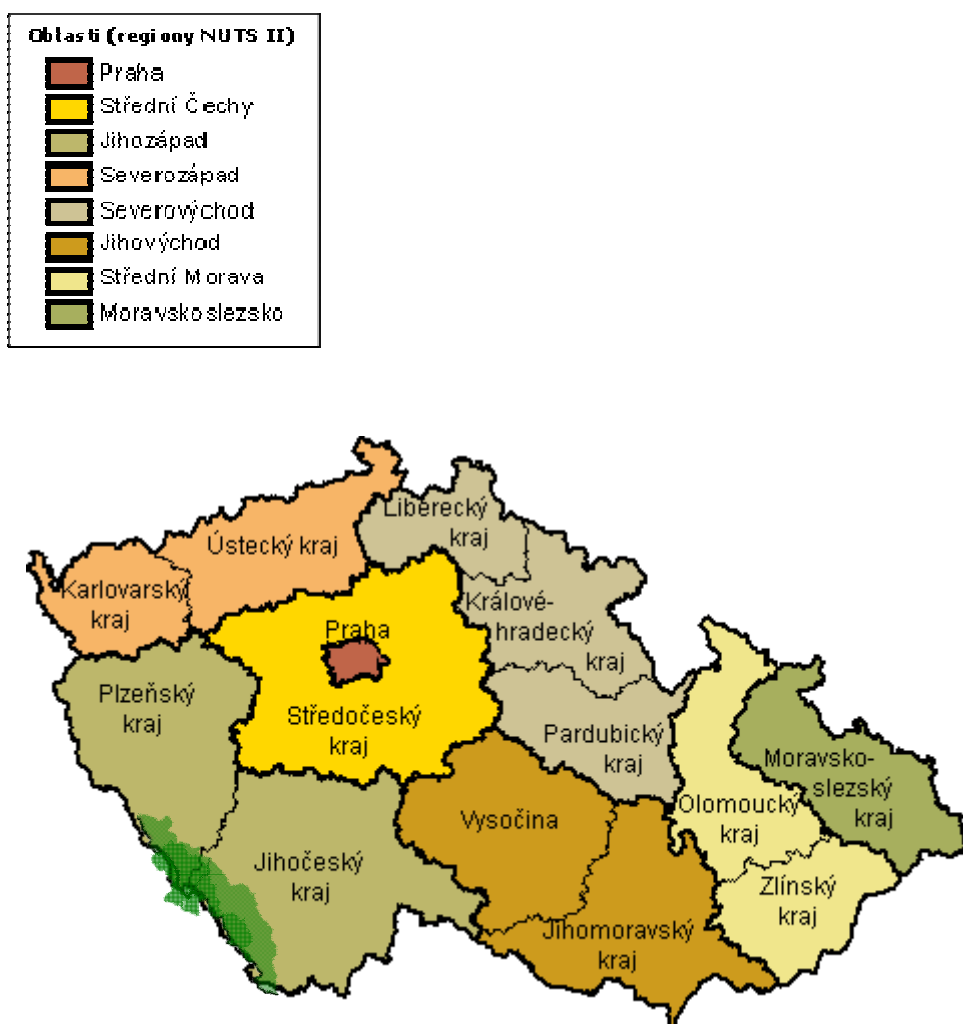 Oblasti (regiony NUTS II)
Praha
Střední Čechy
Jihozápad
Severozápad
Severovýchod
Jihovýchod
Střední Morava
Moravskoslezsko
Liberecký
kraj
Ústecký kraj
Karlovarský
kraj
Králové-
hradecký
kraj
Praha
Plzeňský
kraj
Středočeský
kraj
Pardubický
kraj
Moravsko-
slezský
kraj
Olomoucký
kraj
Vysočina
Jihočeský
kraj
Zlínský
kraj
Jihomoravský
kraj